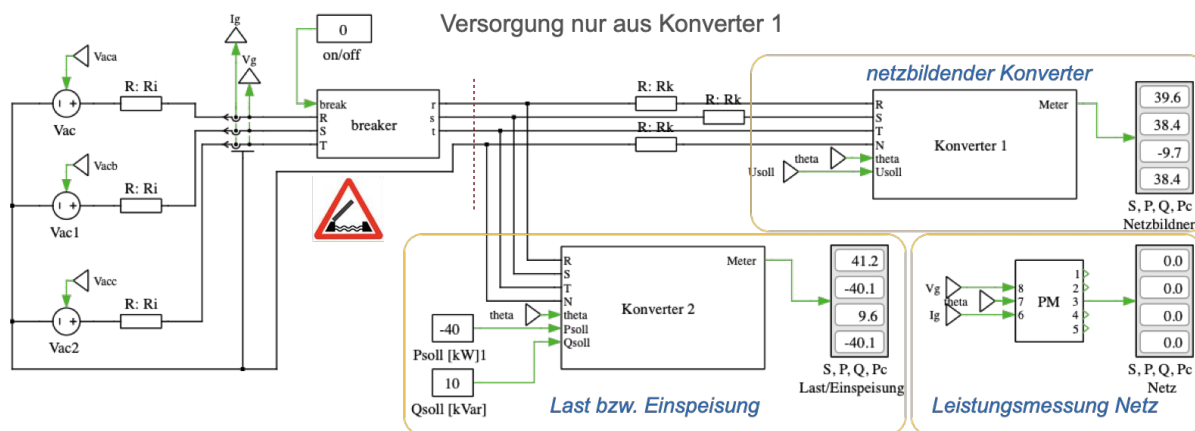 Versorgung nur aus Konverter 1
Ig
Vg
0
on/off
Vaca
R: Ri
Vac
break
R
S
T
breaker
r
s
t
R: Rk
R: Rk
R: Rk
netzbildender Konverter
R
S
T
N
theta
Usoll
Meter
Konverter 1
theta
Usoll
39.6
38.4
-9.7
38.4
S, P, Q, Pc
Netzbildner
Vacb
R: Ri
Vac1
Vacc
R: Ri
Vac2
R
S
T
N
theta
Psoll
Qsoll
Meter
Konverter 2
theta
-40
Psoll [kW]1
10
Qsoll [kVar]
41.2
-40.1
9.6
-40.1
S, P, Q, Pc
Last/Einspeisung
Last bzw. Einspeisung
Vg
theta
Ig
8
7
6
PM
1
2
3
4
5
0.0
0.0
0.0
0.0
S, P, Q, Pc
Netz
Leistungsmessung Netz